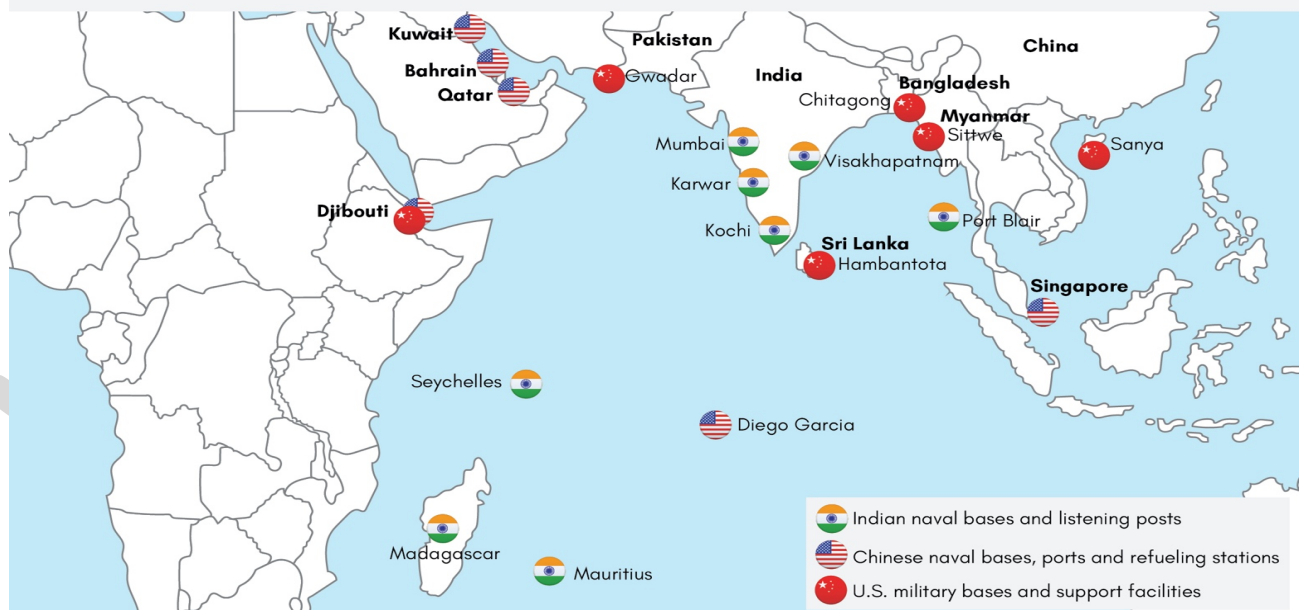 Kuwait
Pakistan
China
Bahrain
Gwadar
India
Bangladesh
Qatar
Chitagong
Myanmar
Sittwe
Mumbai
Visakhapatnam
Sanya
Karwar
Djibouti
Port Blair
Kochi
Sri Lanka
Hambantota
Singapore
Seychelles
Diego Garcia
Madagascar
Mauritius
Indian naval bases and listening posts
Chinese naval bases, ports and refueling stations
U.S. military bases and support facilities